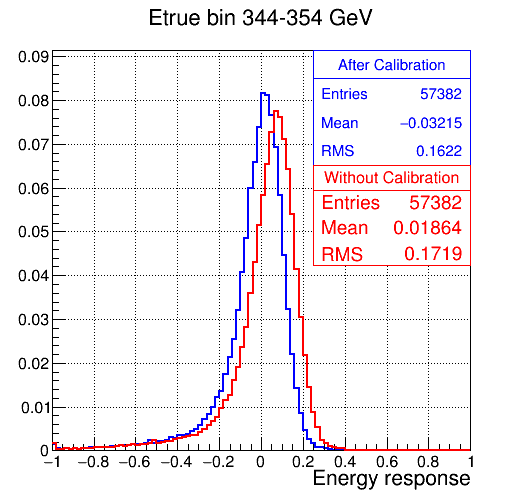 Etrue bin 344-354 GeV
After Calibration
Entries 57382
Mean −0.03215
RMS 0.1622
Without Calibration
Entries 57382
Mean 0.01864
RMS 0.1719
0.09
0.08
0.07
0.06
0.05
0.04
0.03
0.02
0.01
0
−1 −0.8 −0.6 −0.4 −0.2 0 0.2 0.4 0.6 0.8 1
Energy response